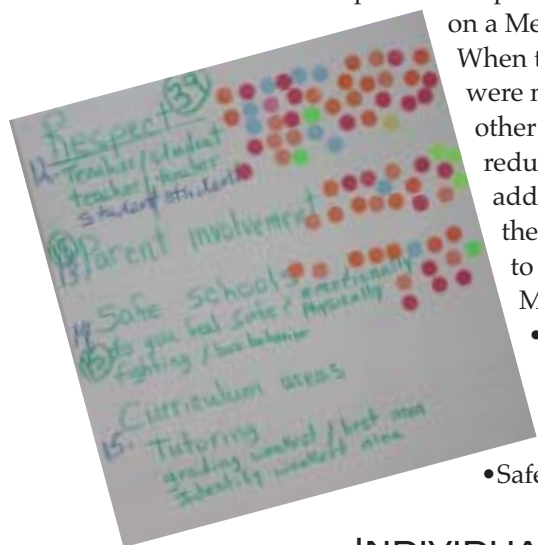 on a Me
When t
were r
other
redu
add
the
to
M
•
•Safe
INDIVIDUA
39
Respect
12. Teacher/student
teacher/teacher
student student
13. Parent involvement
14. Safe schools
do you feel safe? emotionally
physically
fighting / bus behavior
Curriculum areas
15. Tutoring
grading weakest / best area
Identify weakest area